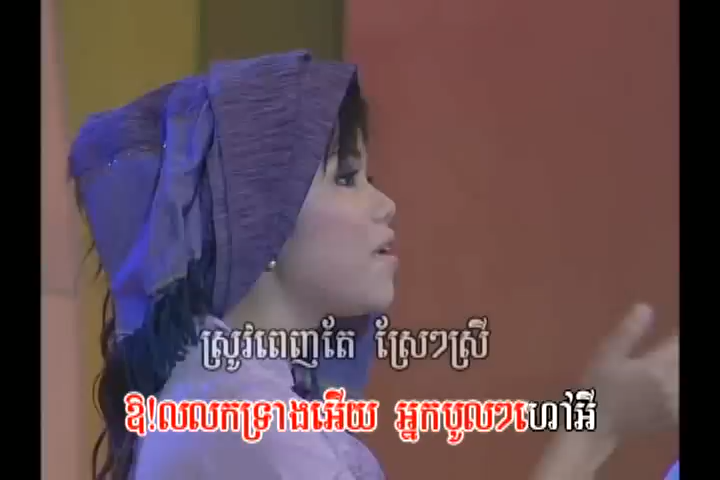 ស្រូវពេញតែ ស្រែៗស្រី
ឱ!លលកទ្រោងអើយ អ្នកបូលៗហៅអី